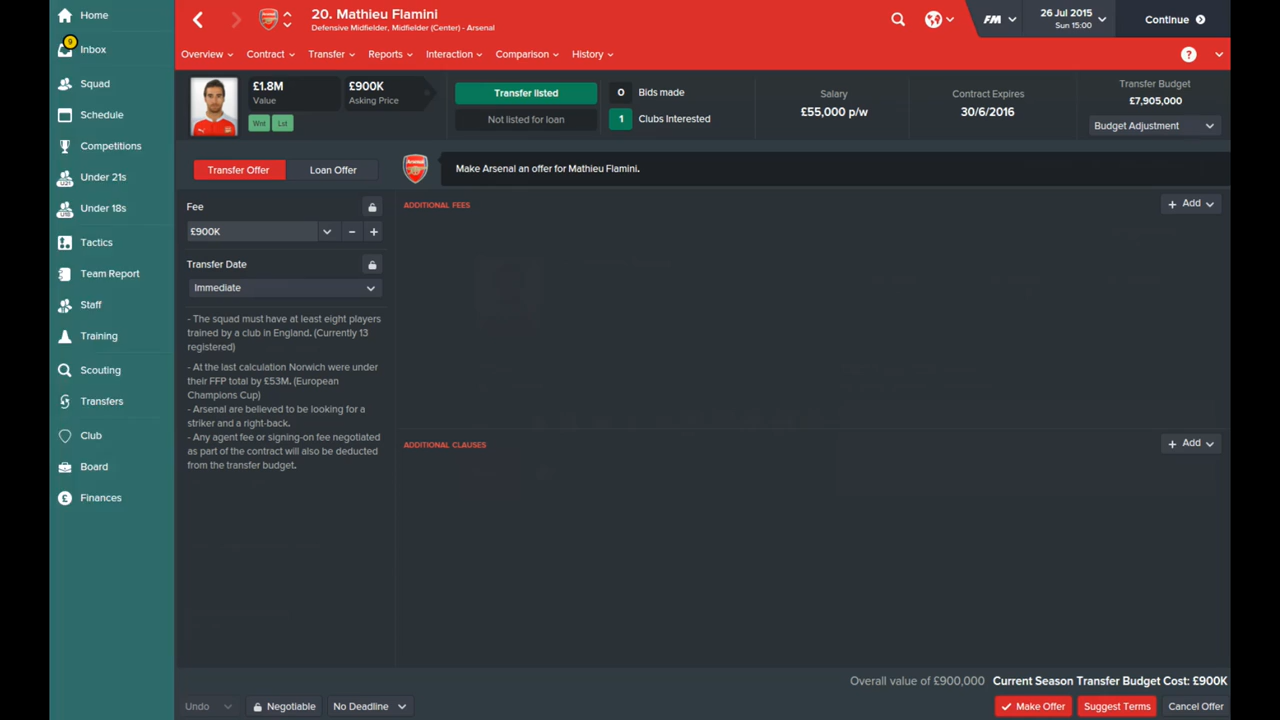 Home
9
Inbox
Squad
Schedule
Competitions
U21s
Under 21s
U18s
Under 18s
Tactics
Team Report
Staff
Training
Scouting
Transfers
Club
Board
Finances
20. Mathieu Flamini
Defensive Midfielder, Midfielder (Center) - Arsenal
FM
26 Jul 2015
Sun 15:00
Continue
Overview
Contract
Transfer
Reports
Interaction
Comparison
History
?
£1.8M
Value
£900K
Asking Price
Wnt
Lst
Transfer listed
Not listed for loan
0 Bids made
1 Clubs Interested
Salary
£55,000 p/w
Contract Expires
30/6/2016
Transfer Budget
£7,905,000
Budget Adjustment
Transfer Offer
Loan Offer
Arsenal
Make Arsenal an offer for Mathieu Flamini.
Fee
£900K
Transfer Date
Immediate
- The squad must have at least eight players
trained by a club in England. (Currently 13
registered)
- At the last calculation Norwich were under
their FFP total by £53M. (European
Champions Cup)
- Arsenal are believed to be looking for a
striker and a right-back.
- Any agent fee or signing-on fee negotiated
as part of the contract will also be deducted
from the transfer budget.
ADDITIONAL FEES
+ Add
ADDITIONAL CLAUSES
+ Add
Overall value of £900,000 Current Season Transfer Budget Cost: £900K
Undo
Negotiable
No Deadline
Make Offer
Suggest Terms
Cancel Offer